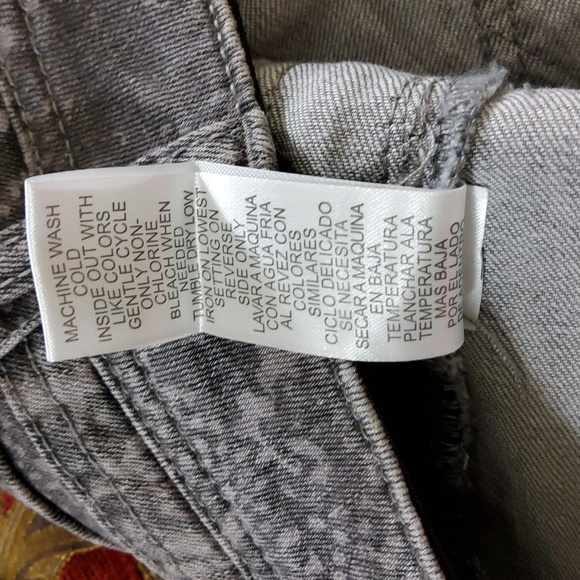 MACHINE WASH
COLD
INSIDE OUT WITH
LIKE COLORS
GENTLE CYCLE
ONLY NON-
CHLORINE
BLEACH WHEN
NEEDED
TUMBLE DRY LOW
IRON ON LOWEST
SETTING ON
REVERSE
SIDE ONLY
LAVAR A MAQUINA
CON AGUA FRIA
AL REVEZ CON
COLORES
SIMILARES
CICLO DELICADO
SE NECESITA
SECAR A MAQUINA
EN BAJA
TEMPERATURA
PLANCHAR A LA
TEMPERATURA
MAS BAJA
POR EL LADO